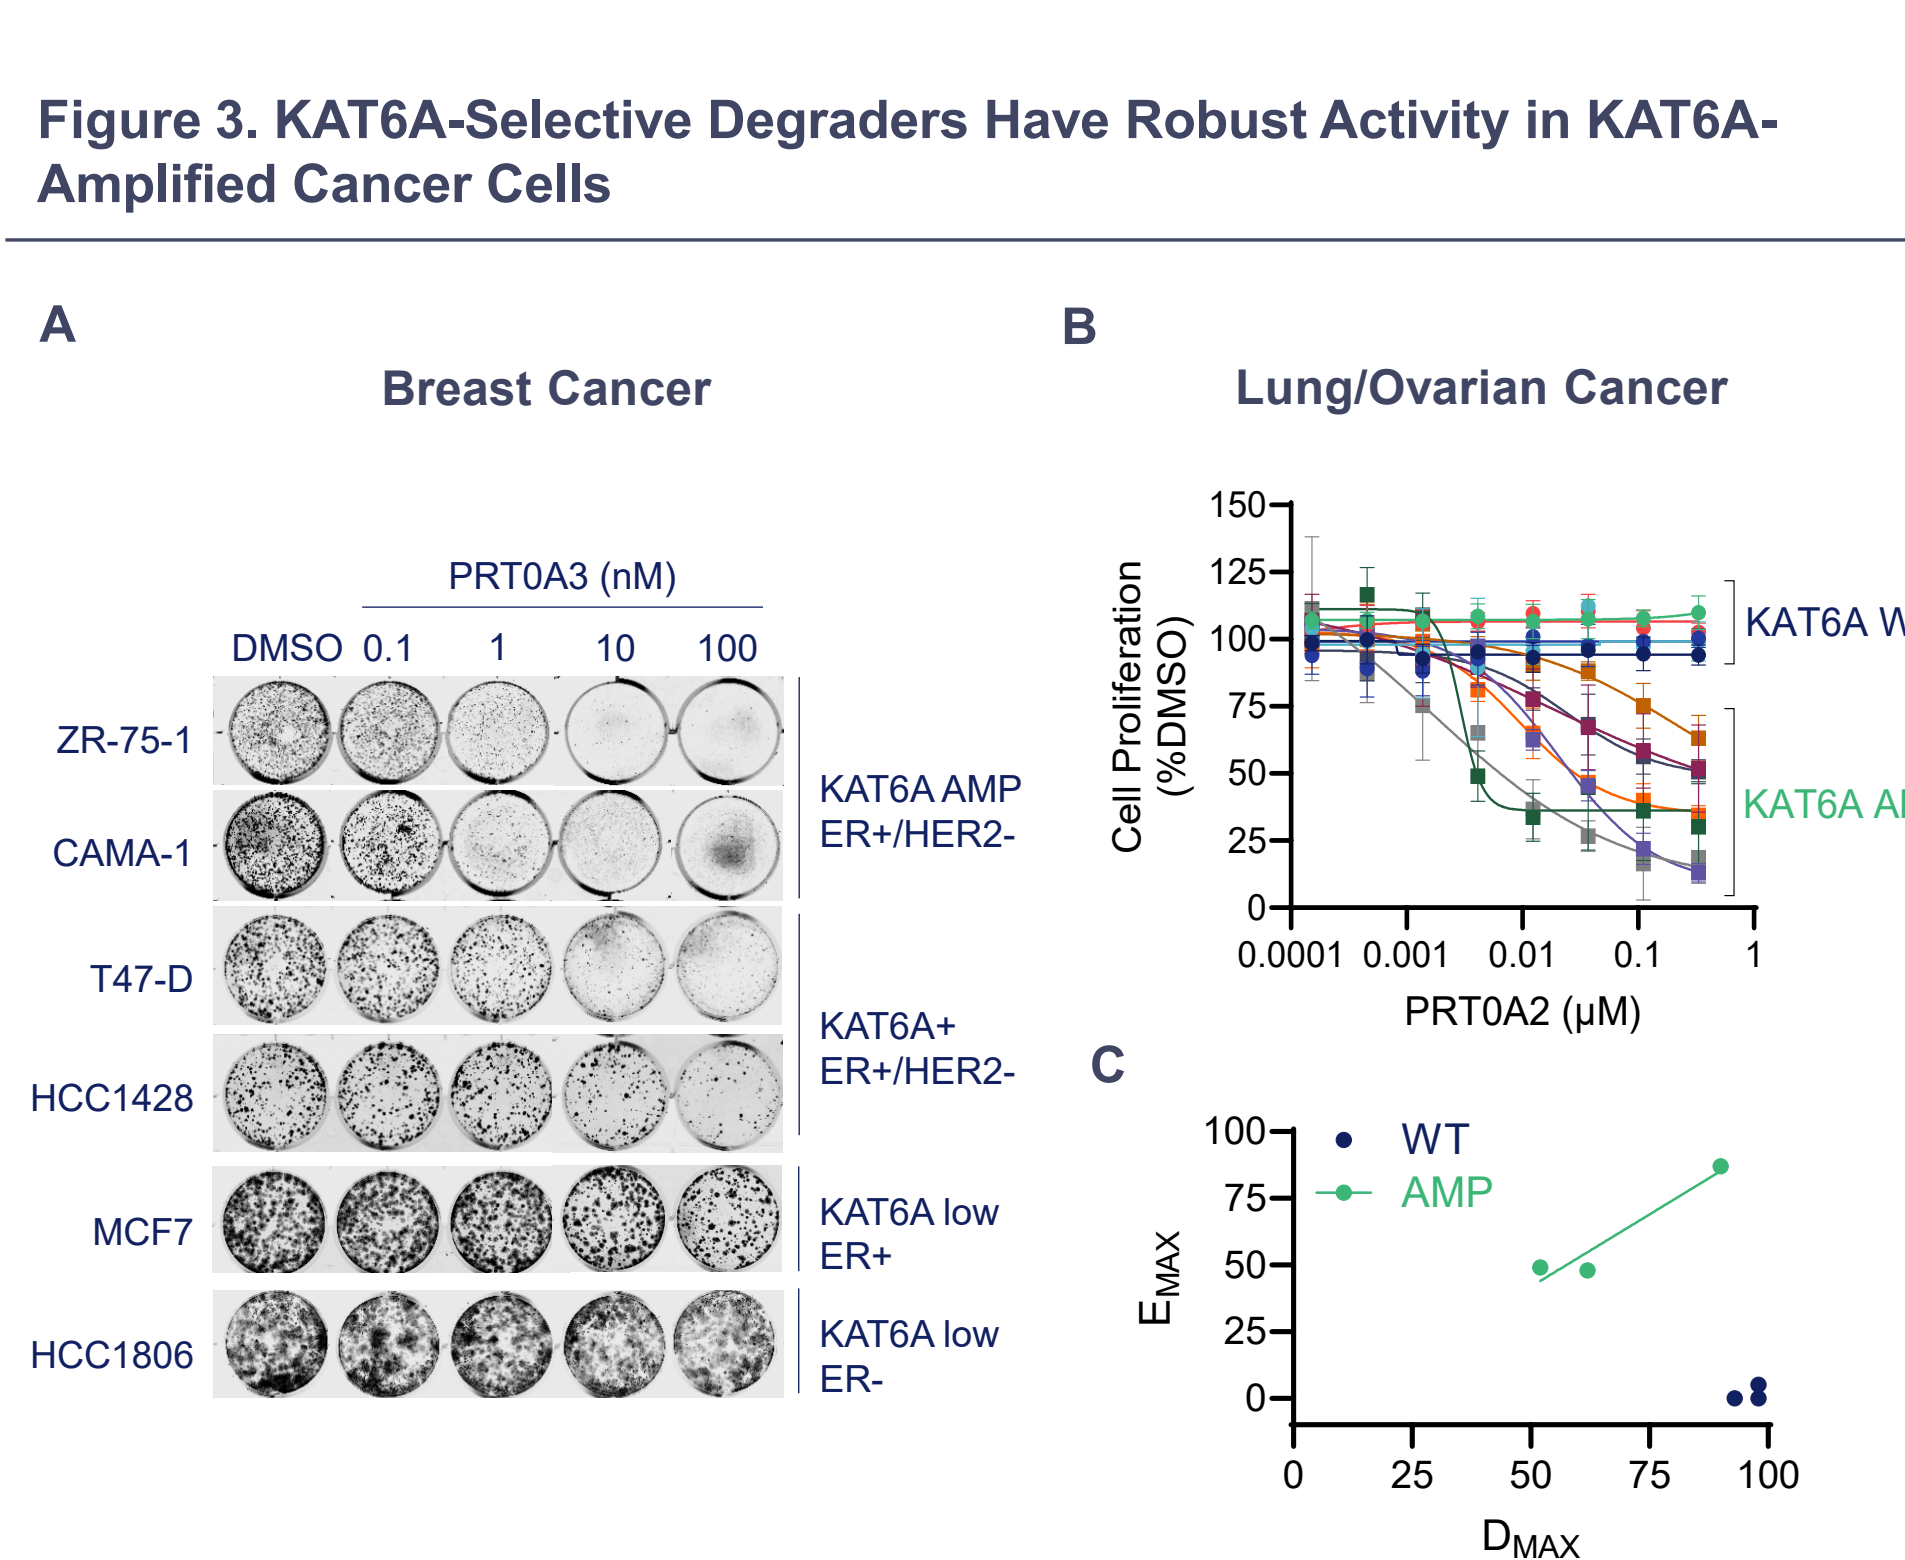 Figure 3. KAT6A-Selective Degraders Have Robust Activity in KAT6A-
Amplified Cancer Cells
A
Breast Cancer
PRT0A3 (nM)
DMSO 0.1 1 10 100
ZR-75-1
CAMA-1
KAT6A AMP
ER+/HER2-
T47-D
HCC1428
KAT6A+
ER+/HER2-
MCF7
KAT6A low
ER+
HCC1806
KAT6A low
ER-
B
Lung/Ovarian Cancer
Cell Proliferation
(%DMSO)
150
125
100
75
50
25
0
0.0001 0.001 0.01 0.1 1
PRT0A2 (μM)
KAT6A W
KAT6A
C
EMAX
100
75
50
25
0
WT
AMP
0 25 50 75 100
DMAX